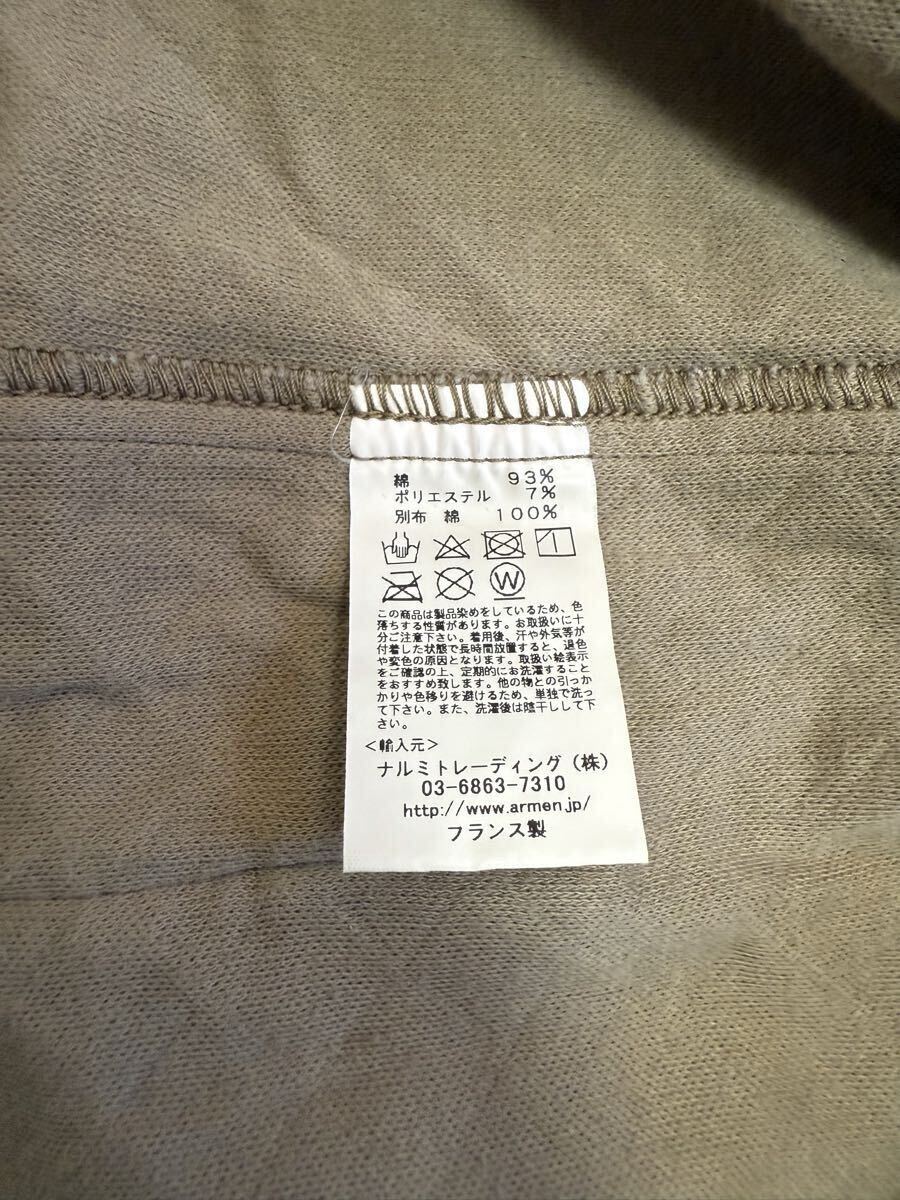 綿 93%
ポリエステル 7%
別布 綿 100%
W
この商品は製品染めをしているため、色
落ちする性質があります。お取扱いに十
分ご注意下さい。着用後、汗や外気等が
付着した状態で長時間放置すると、退色
や変色の原因となります。取扱い絵表示
をご確認の上、定期的にお洗濯すること
をおすすめ致します。他の物との引っか
かりや色移りを避けるため、単独で洗っ
て下さい。また、洗濯後は陰干しして下
さい。
<輸入元>
ナルミトレーディング(株)
03-6863-7310
http://www.armen.jp/
フランス製